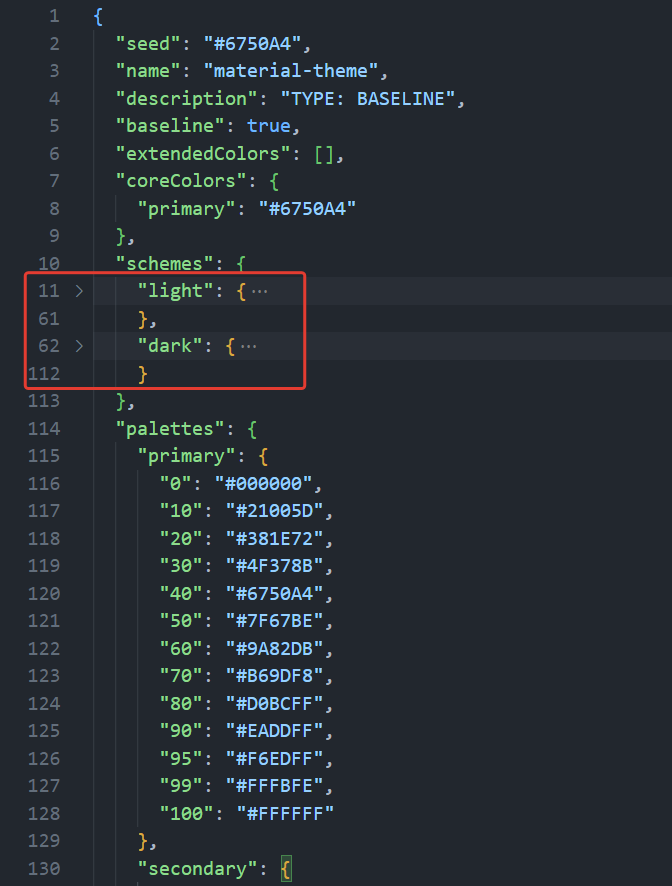 1 {
2 "seed": "#6750A4",
3 "name": "material-theme",
4 "description": "TYPE: BASELINE",
5 "baseline": true,
6 "extendedColors": [],
7 "coreColors": {
8 "primary": "#6750A4"
9 },
10 "schemes": {
11 > "light": { ···
61 },
62 > "dark": { ···
112 }
113 },
114 "palettes": {
115 "primary": {
116 "0": "#000000",
117 "10": "#21005D",
118 "20": "#381E72",
119 "30": "#4F378B",
120 "40": "#6750A4",
121 "50": "#7F67BE",
122 "60": "#9A82DB",
123 "70": "#B69DF8",
124 "80": "#D0BCFF",
125 "90": "#EADDFF",
126 "95": "#F6EDFF",
127 "99": "#FFFBFE",
128 "100": "#FFFFFF"
129 },
130 "secondary": {